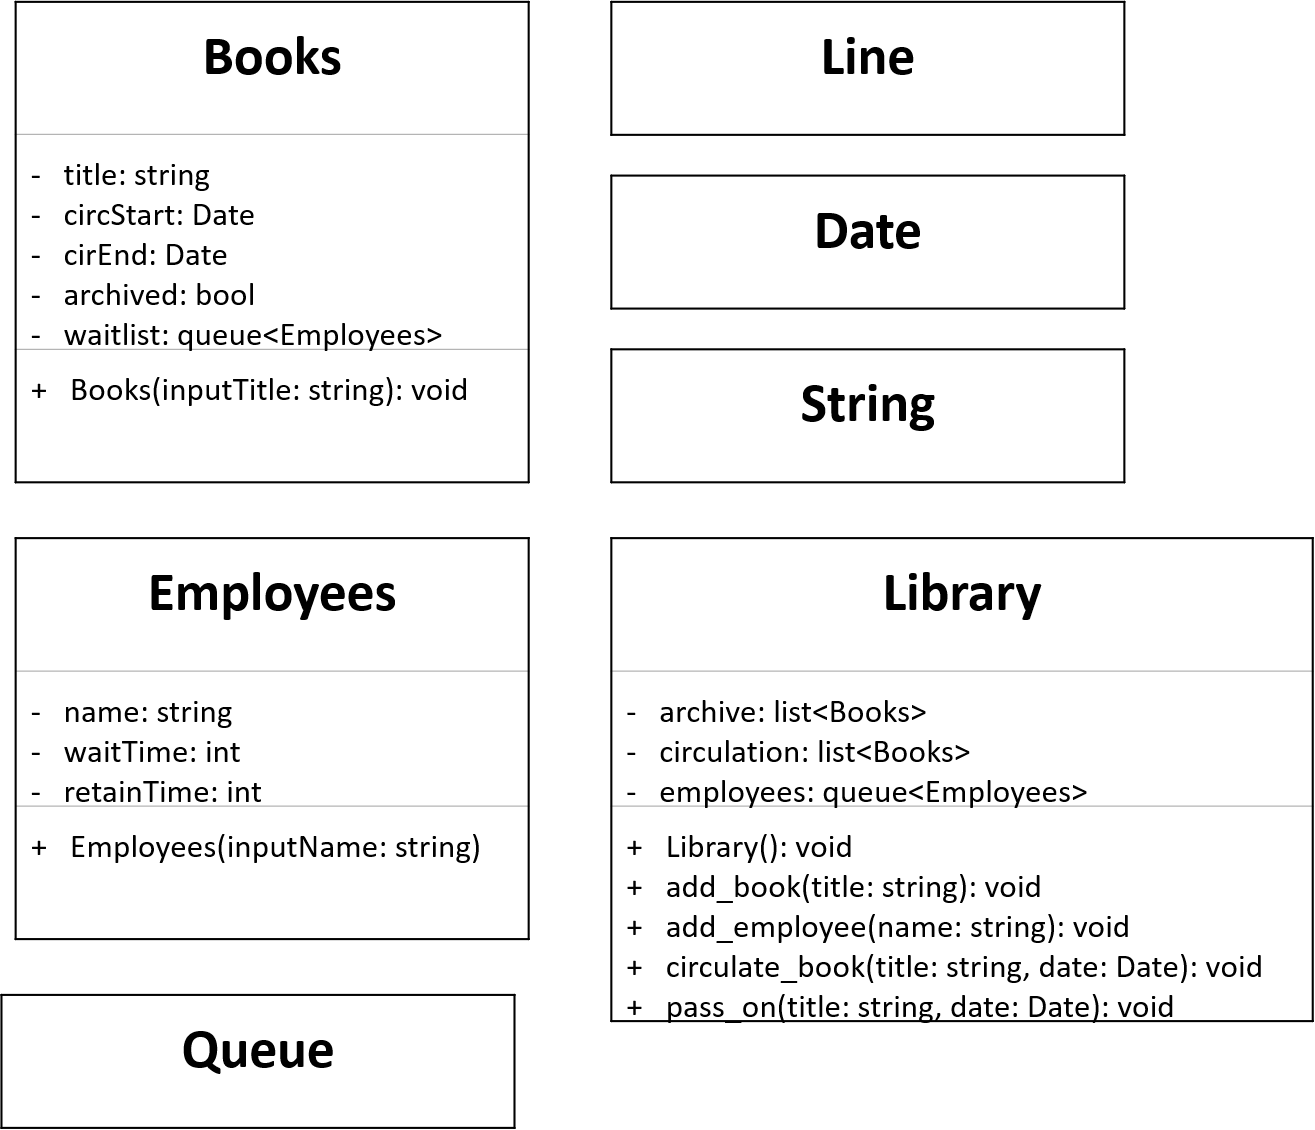 Books
- title: string
- circStart: Date
- cirEnd: Date
- archived: bool
- waitlist: queue<Employees>
+ Books(inputTitle: string): void
Line
Date
String
Employees
- name: string
- waitTime: int
- retainTime: int
+ Employees(inputName: string)
Library
- archive: list<Books>
- circulation: list<Books>
- employees: queue<Employees>
+ Library(): void
+ add_book(title: string): void
+ add_employee(name: string): void
+ circulate_book(title: string, date: Date): void
+ pass_on(title: string, date: Date): void
Queue